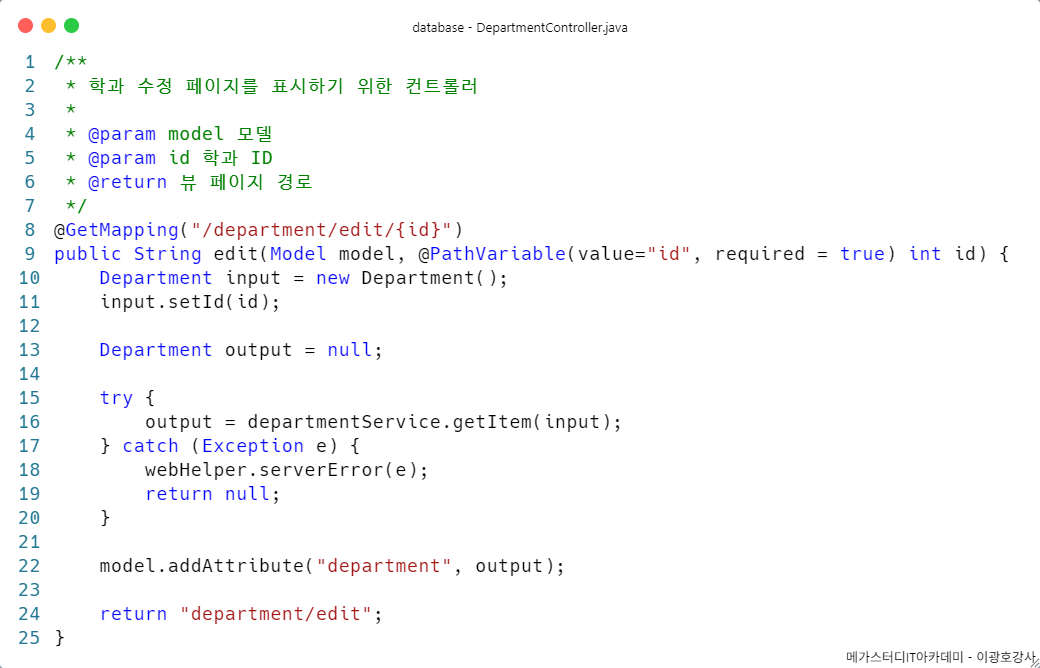 database - DepartmentController.java
1 /**
2  * 학과 수정 페이지를 표시하기 위한 컨트롤러
3  *
4  * @param model 모델
5  * @param id 학과 ID
6  * @return 뷰 페이지 경로
7  */
8 @GetMapping("/department/edit/{id}")
9 public String edit(Model model, @PathVariable(value="id", required = true) int id) {
10     Department input = new Department();
11     input.setId(id);
12
13     Department output = null;
14
15     try {
16         output = departmentService.getItem(input);
17     } catch (Exception e) {
18         webHelper.serverError(e);
19         return null;
20     }
21
22     model.addAttribute("department", output);
23
24     return "department/edit";
25 }
메가스터디IT아카데미 - 이광호강사